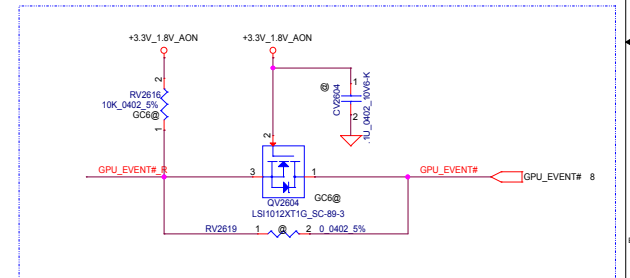 +3.3V_1.8V_AON
+3.3V_1.8V_AON
2
RV2616
10K_0402_5%
GC6@
1
@
CV2604
1
2
.1U_0402_10V6-K
2
GPU_EVENT#_R
3
1
GPU_EVENT#
GPU_EVENT# 8
GC6@
QV2604
LSI1012XT1G_SC-89-3
RV2619
1
@
2
0_0402_5%